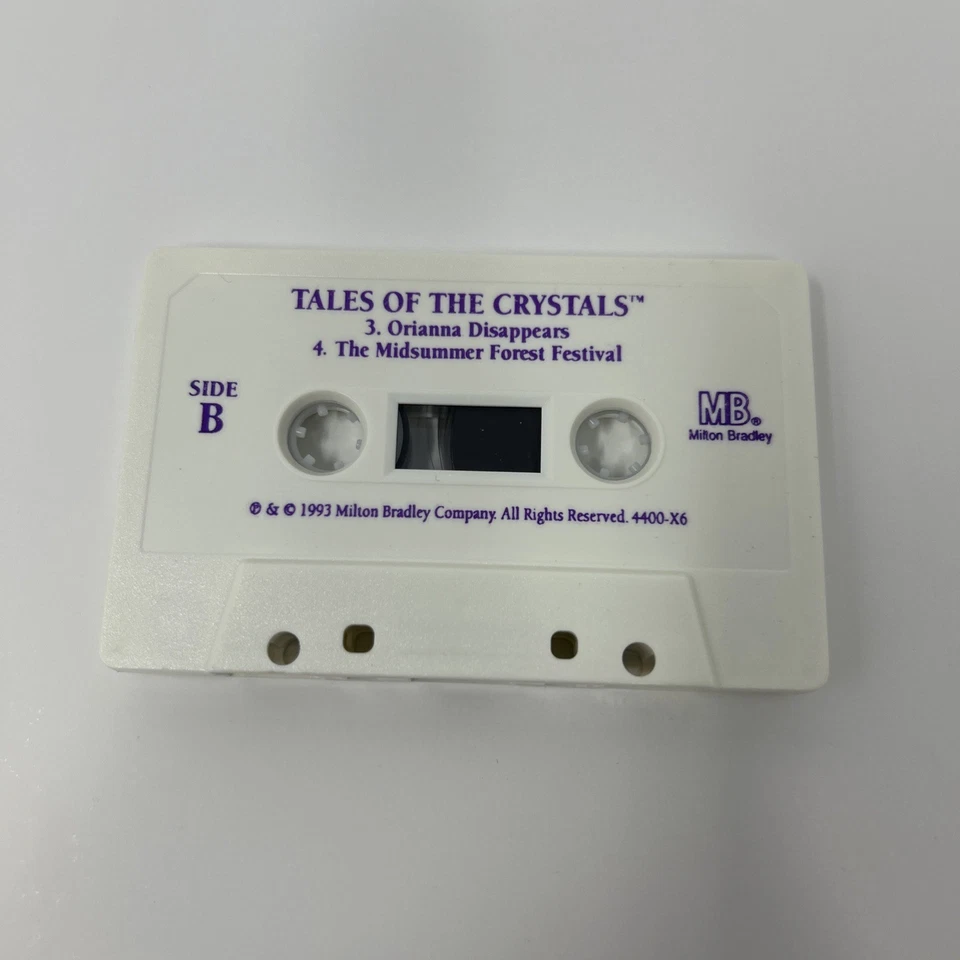 TALES OF THE CRYSTALS™
3. Orianna Disappears
4. The Midsummer Forest Festival
SIDE
B
MB®
Milton Bradley
℗ & © 1993 Milton Bradley Company. All Rights Reserved. 4400-X6